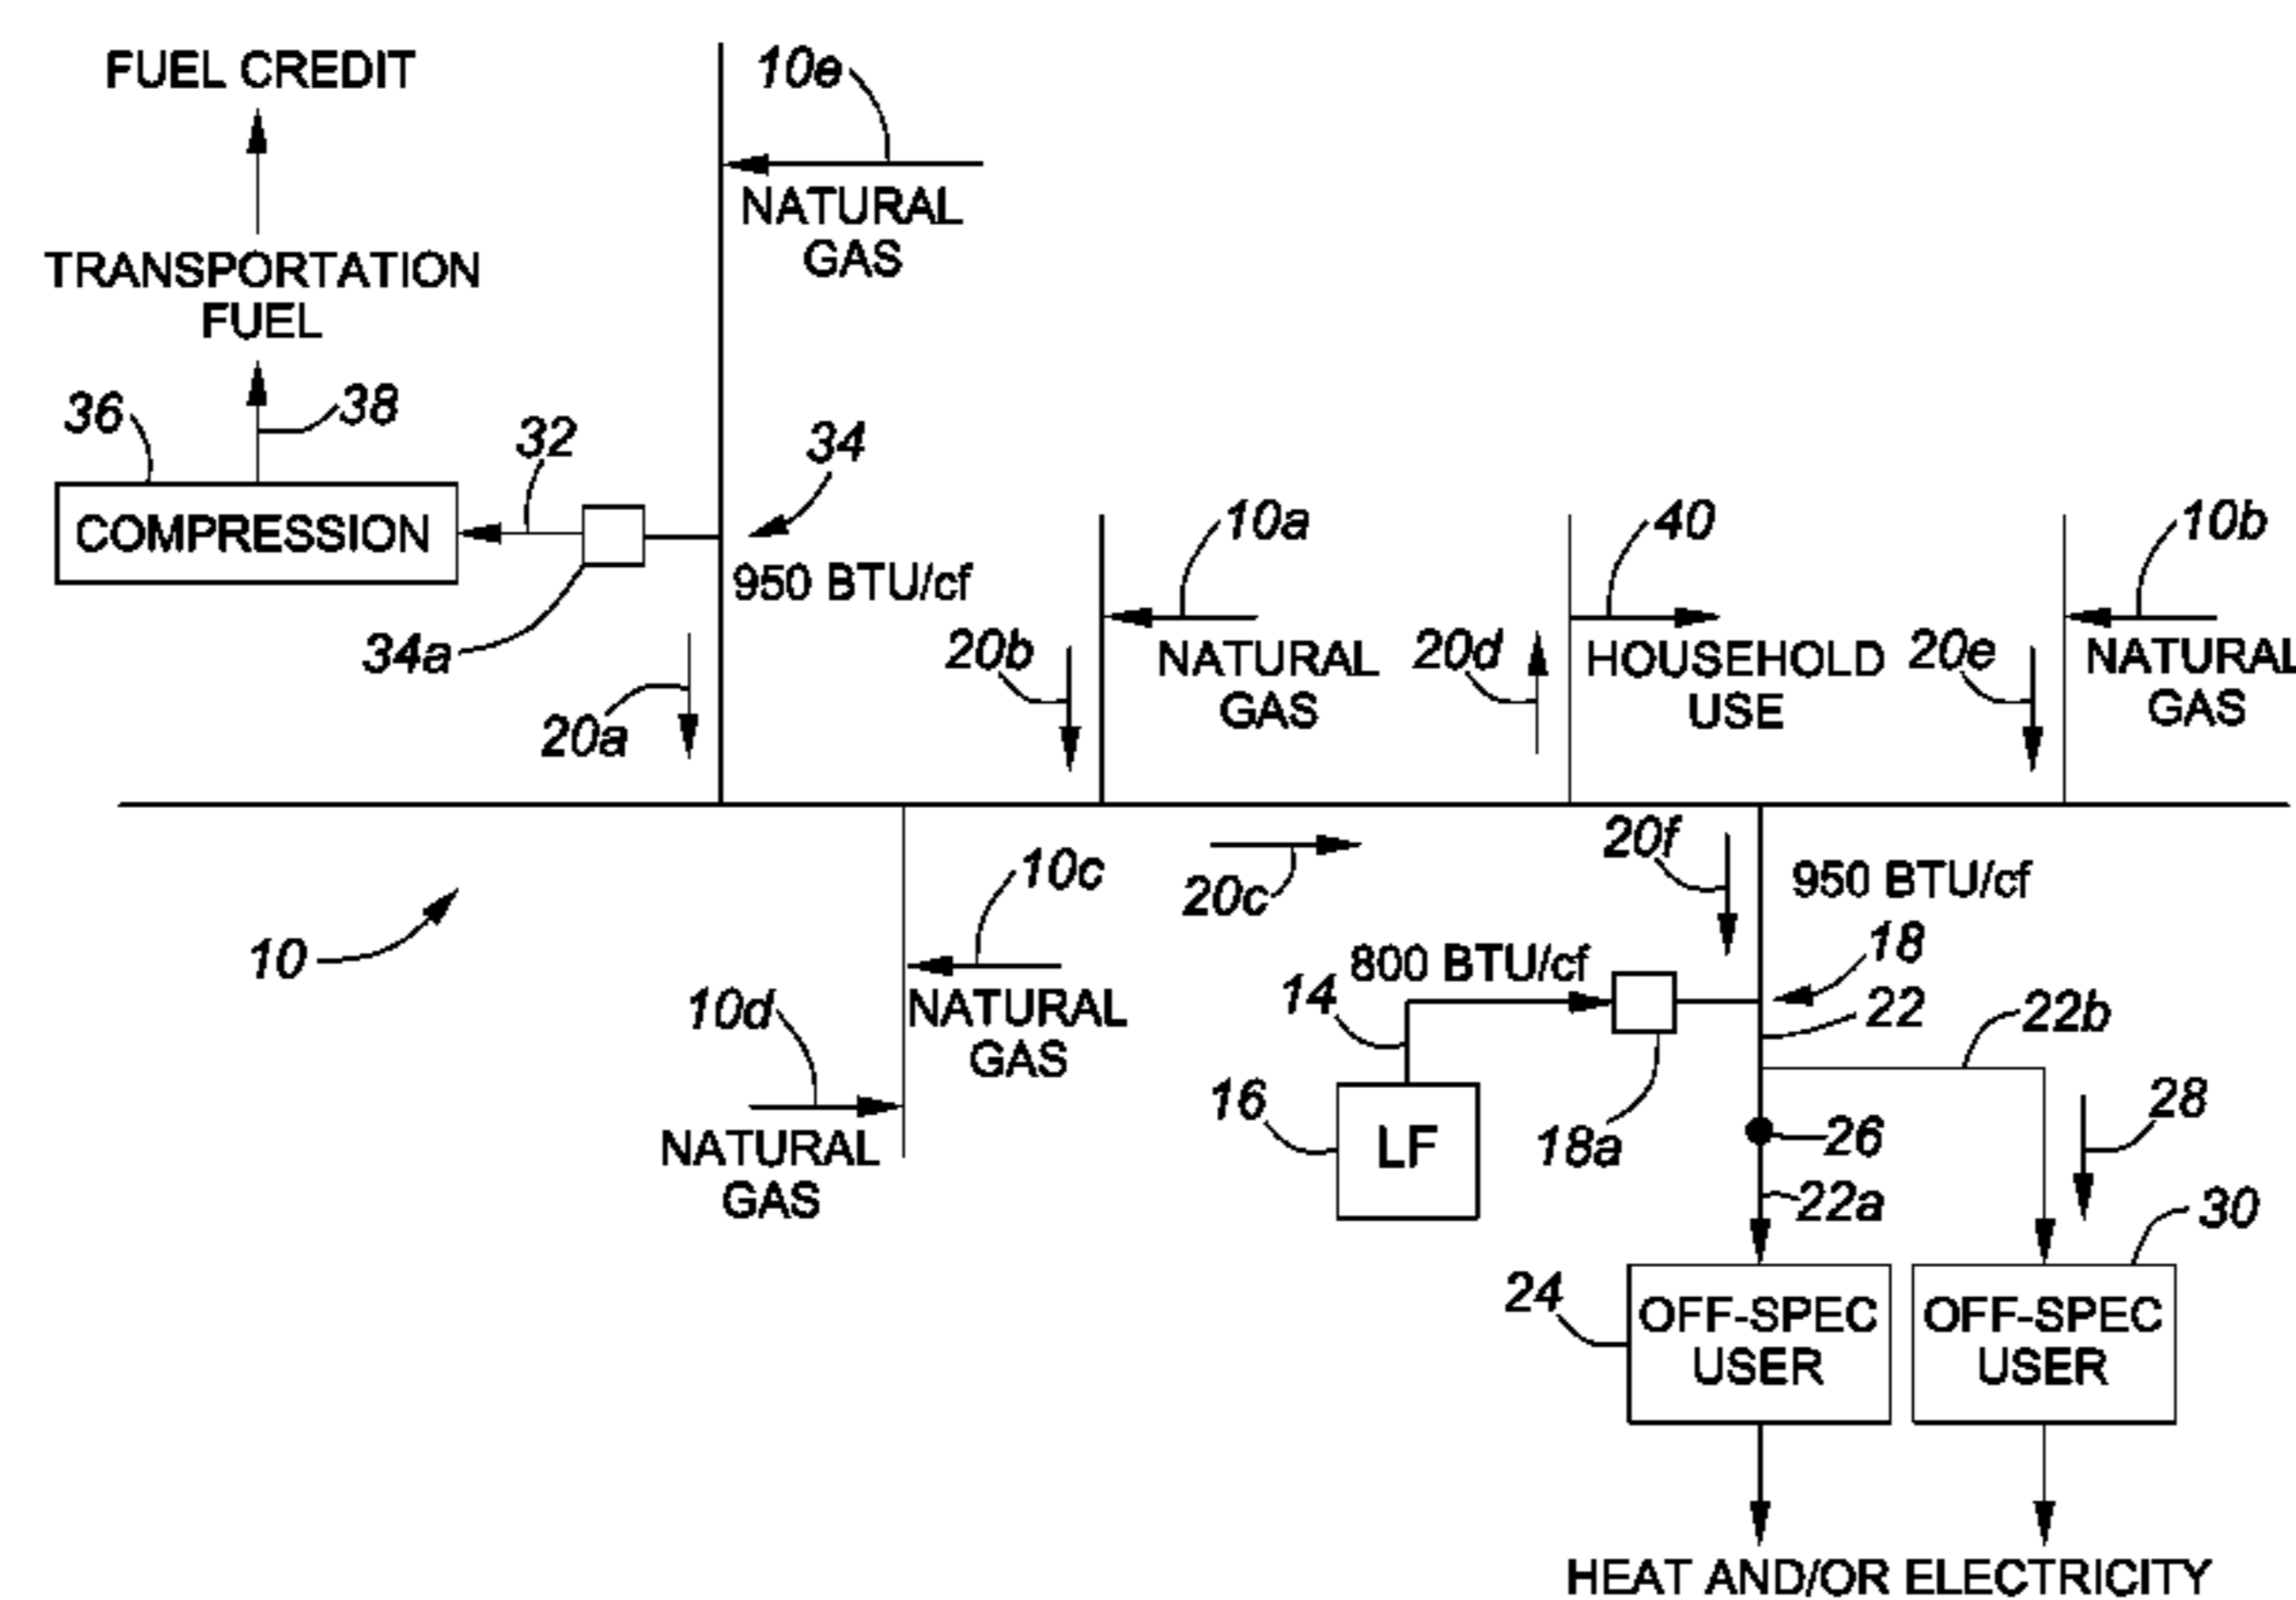 FUEL CREDIT
10e
NATURAL
GAS
TRANSPORTATION
FUEL
36
38
32
34
COMPRESSION
950 BTU/cf
34a
20a
10a
40
10b
20b
NATURAL
GAS
20d
HOUSEHOLD
USE
20e
NATURAL
GAS
10c
20c
20f
950 BTU/cf
10
10d
NATURAL
GAS
NATURAL
GAS
800 BTU/cf
18
14
22
22b
16
LF
18a
26
28
22a
30
24
OFF-SPEC
USER
OFF-SPEC
USER
HEAT AND/OR ELECTRICITY